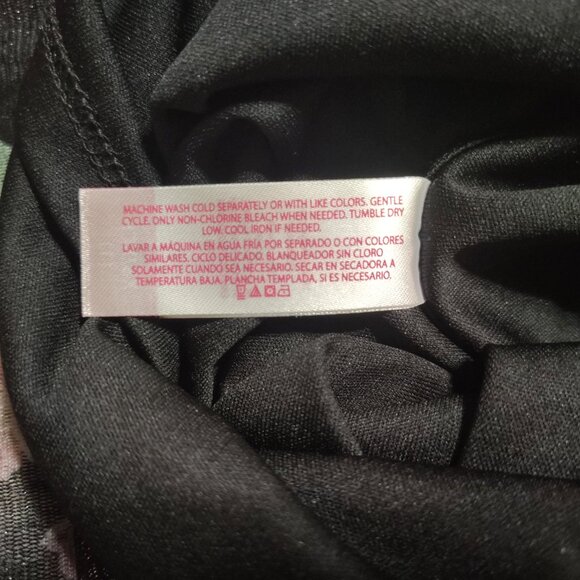 MACHINE WASH COLD SEPARATELY OR WITH LIKE COLORS. GENTLE
CYCLE. ONLY NON-CHLORINE BLEACH WHEN NEEDED. TUMBLE DRY
LOW. COOL IRON IF NEEDED.
LAVAR A MÁQUINA EN AGUA FRÍA POR SEPARADO O CON COLORES
SIMILARES. CICLO DELICADO. BLANQUEADOR SIN CLORO
SOLAMENTE CUANDO SEA NECESARIO. SECAR EN SECADORA A
TEMPERATURA BAJA. PLANCHA TEMPLADA, SI ES NECESARIO.